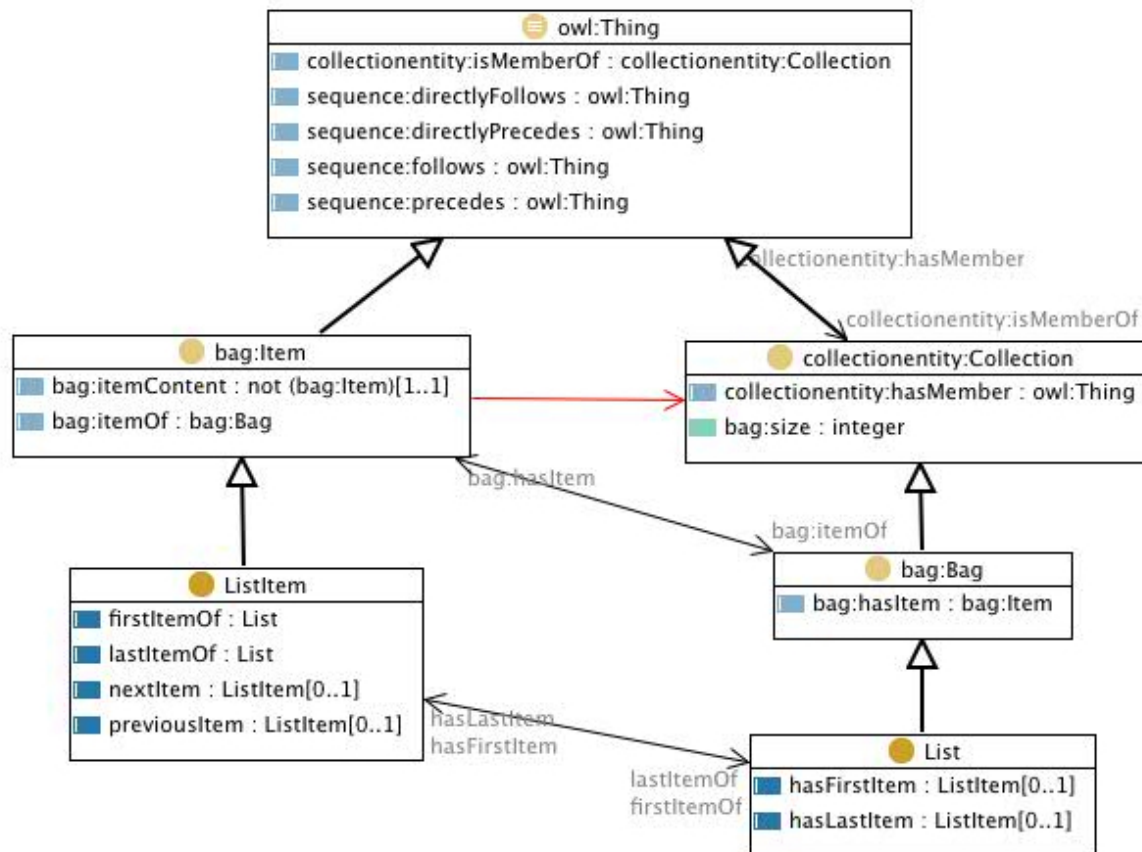 owl:Thing
collectionentity:isMemberOf : collectionentity:Collection
sequence:directlyFollows : owl:Thing
sequence:directlyPrecedes : owl:Thing
sequence:follows : owl:Thing
sequence:precedes : owl:Thing
collectionentity:hasMember
collectionentity:isMemberOf
bag:Item
bag:itemContent : not (bag:Item)[1..1]
bag:itemOf : bag:Bag
collectionentity:Collection
collectionentity:hasMember : owl:Thing
bag:size : integer
bag:hasItem
bag:itemOf
bag:Bag
bag:hasItem : bag:Item
ListItem
firstItemOf : List
lastItemOf : List
nextItem : ListItem[0..1]
previousItem : ListItem[0..1]
hasLastItem
hasFirstItem
lastItemOf
firstItemOf
List
hasFirstItem : ListItem[0..1]
hasLastItem : ListItem[0..1]